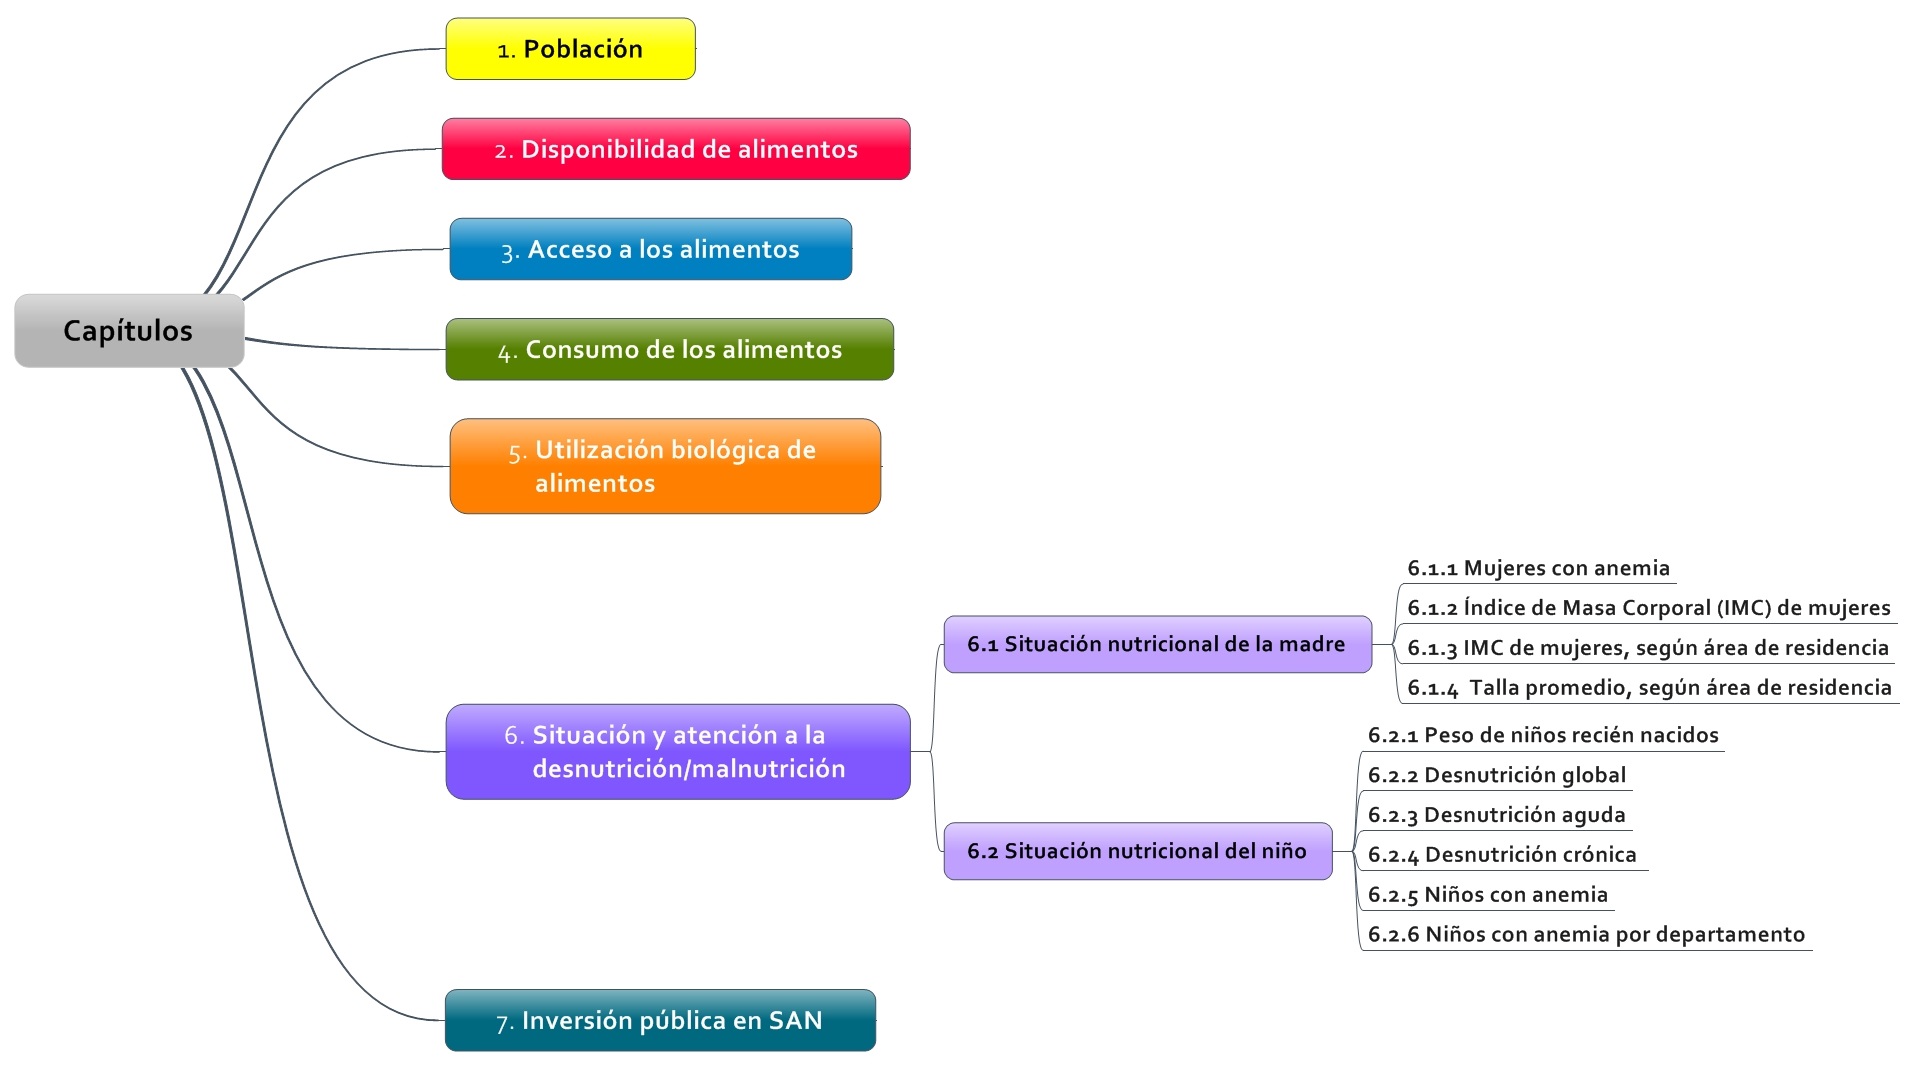 Capítulos
1. Población
2. Disponibilidad de alimentos
3. Acceso a los alimentos
4. Consumo de los alimentos
5. Utilización biológica de
alimentos
6. Situación y atención a la
desnutrición/malnutrición
6.1 Situación nutricional de la madre
6.1.1 Mujeres con anemia
6.1.2 Índice de Masa Corporal (IMC) de mujeres
6.1.3 IMC de mujeres, según área de residencia
6.1.4 Talla promedio, según área de residencia
6.2 Situación nutricional del niño
6.2.1 Peso de niños recién nacidos
6.2.2 Desnutrición global
6.2.3 Desnutrición aguda
6.2.4 Desnutrición crónica
6.2.5 Niños con anemia
6.2.6 Niños con anemia por departamento
7. Inversión pública en SAN